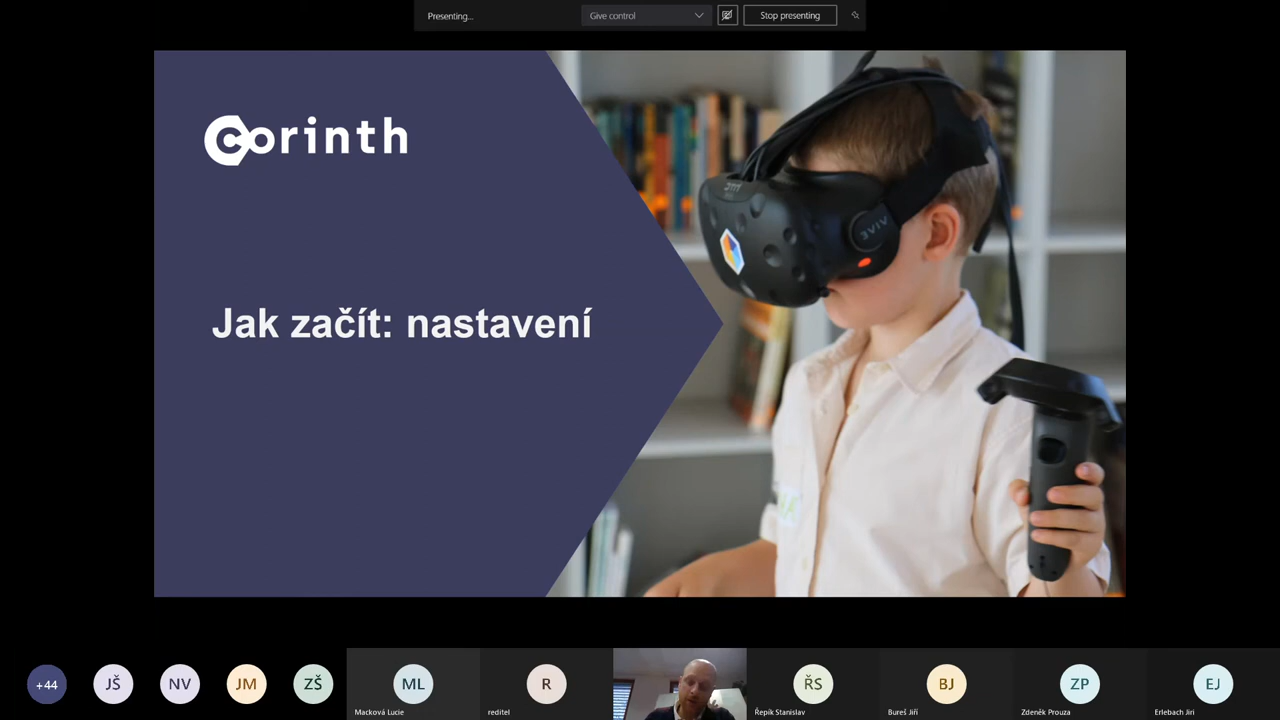 Presenting...
Give control
Stop presenting
corinth
Jak začít: nastavení
VIVE
+44
JŠ
NV
JM
ZŠ
ML
R
ŘS
BJ
ZP
EJ
Macková Lucie
reditel
Řepík Stanislav
Bureš Jiří
Zdeněk Prouza
Erlebach Jiri